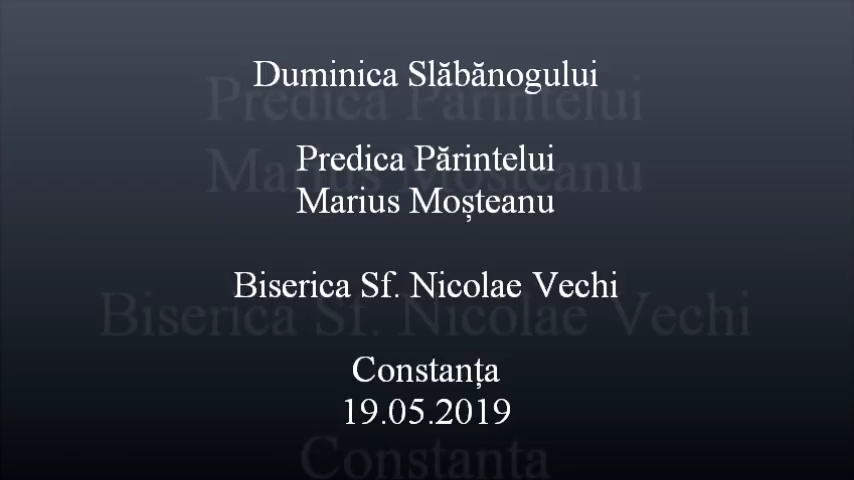 Duminica Slăbănogului
Predica Părintelui
Marius Moșteanu
Biserica Sf. Nicolae Vechi
Constanța
19.05.2019